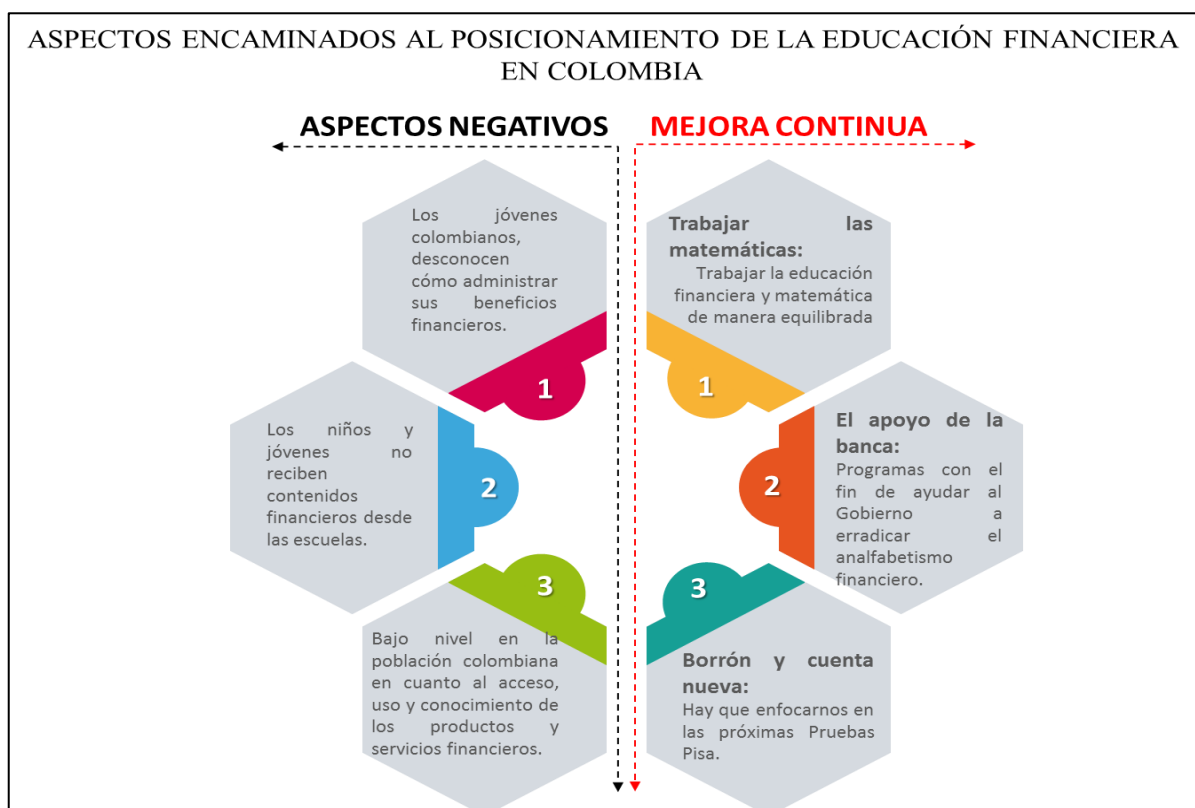 ASPECTOS ENCAMINADOS AL POSICIONAMIENTO DE LA EDUCACIÓN FINANCIERA
EN COLOMBIA
ASPECTOS NEGATIVOS
Los jóvenes
colombianos,
desconocen
cómo administrar
sus beneficios
financieros.
1
Los niños y
jóvenes no
reciben
contenidos
financieros desde
las escuelas.
2
3
Bajo nivel en la
población colombiana
en cuanto al acceso,
uso y conocimiento de
los productos y
servicios financieros.
MEJORA CONTINUA
Trabajar las
matemáticas:
Trabajar la educación
financiera y matemática
de manera equilibrada
1
El apoyo de la
banca:
Programas con el
fin de ayudar al
Gobierno a
erradicar el
analfabetismo
financiero.
2
3
Borrón y cuenta
nueva:
Hay que enfocarnos en
las próximas Pruebas
Pisa.